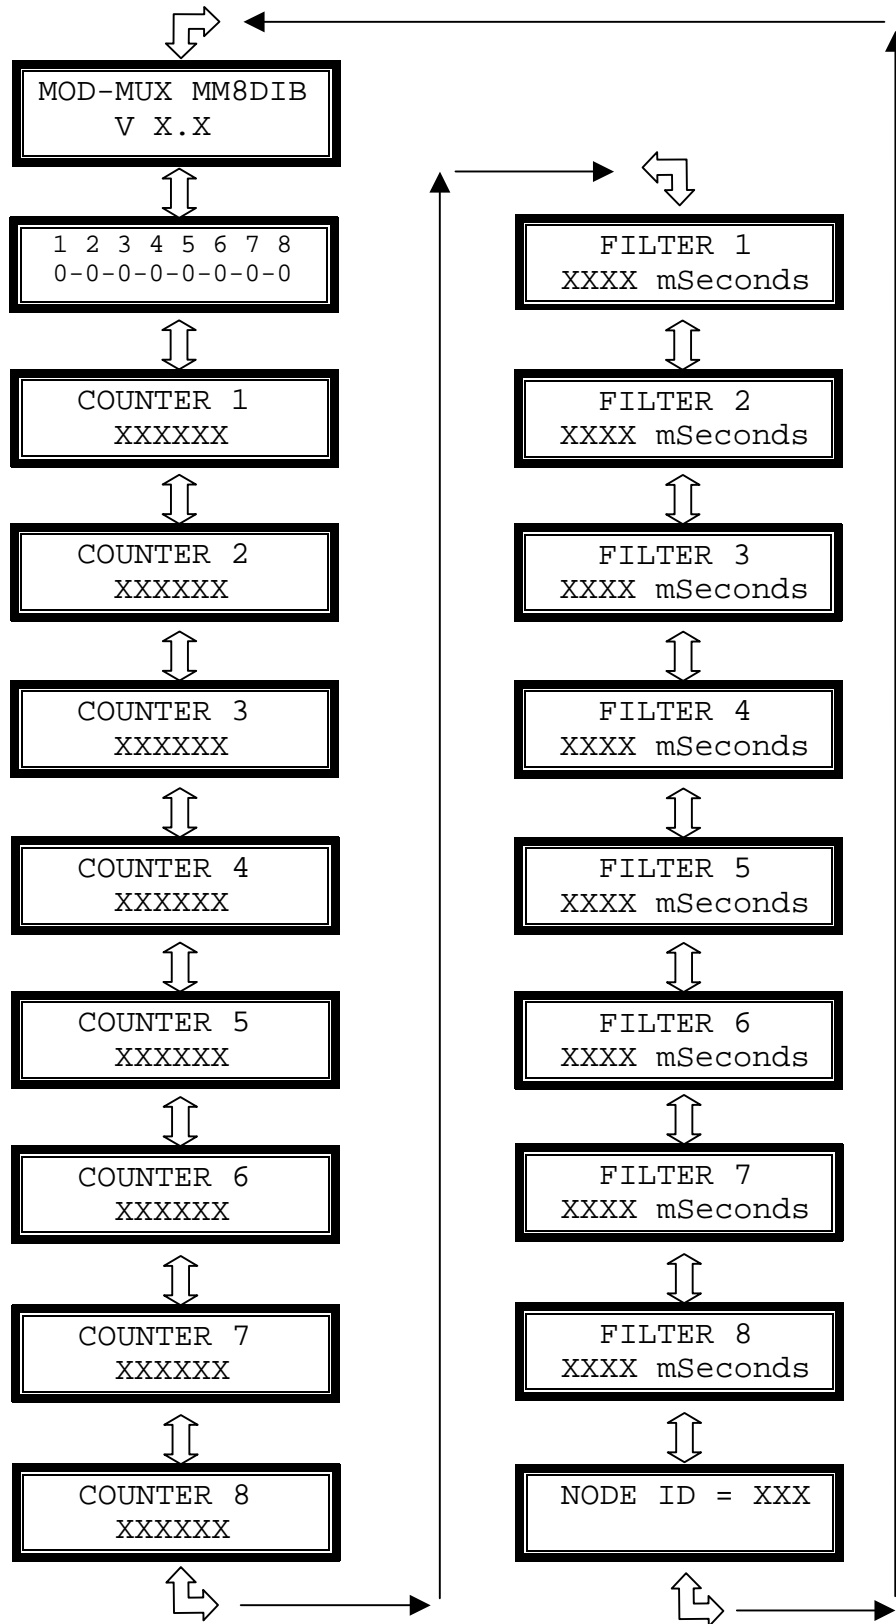 MOD-MUX MM8DIB
V X.X
1 2 3 4 5 6 7 8
0-0-0-0-0-0-0-0
COUNTER 1
XXXXXX
COUNTER 2
XXXXXX
COUNTER 3
XXXXXX
COUNTER 4
XXXXXX
COUNTER 5
XXXXXX
COUNTER 6
XXXXXX
COUNTER 7
XXXXXX
COUNTER 8
XXXXXX
FILTER 1
XXXX mSeconds
FILTER 2
XXXX mSeconds
FILTER 3
XXXX mSeconds
FILTER 4
XXXX mSeconds
FILTER 5
XXXX mSeconds
FILTER 6
XXXX mSeconds
FILTER 7
XXXX mSeconds
FILTER 8
XXXX mSeconds
NODE ID = XXX